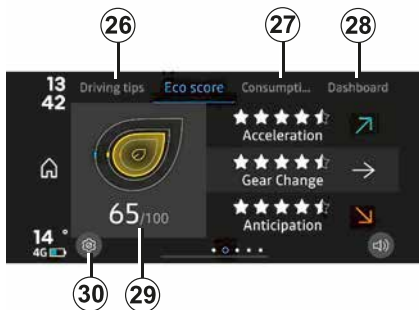 26
27
28
13
42
Driving tips
Eco score
Consumpti...
Dashboard
Acceleration
Gear Change
65/100
Anticipation
14 °
4G
30
29